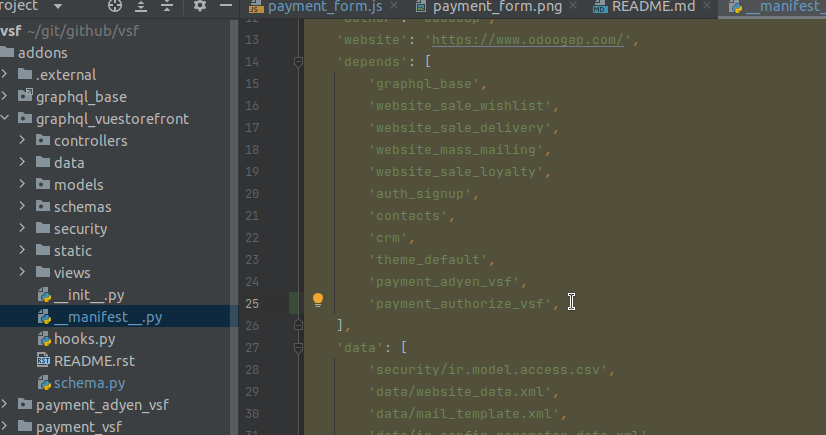 roject
payment_form.js
payment_form.png
README.md
__manifest_
vsf ~/git/github/vsf
addons
.external
graphql_base
graphql_vuestorefront
controllers
data
models
schemas
security
static
views
__init__.py
__manifest__.py
hooks.py
README.rst
schema.py
payment_adyen_vsf
payment_vsf
13 'website': 'https://www.odoogap.com/',
14 'depends': [
15 'graphql_base',
16 'website_sale_wishlist',
17 'website_sale_delivery',
18 'website_mass_mailing',
19 'website_sale_loyalty',
20 'auth_signup',
21 'contacts',
22 'crm',
23 'theme_default',
24 'payment_adyen_vsf',
25 'payment_authorize_vsf',
26 ],
27 'data': [
28 'security/ir.model.access.csv',
29 'data/website_data.xml',
30 'data/mail_template.xml',